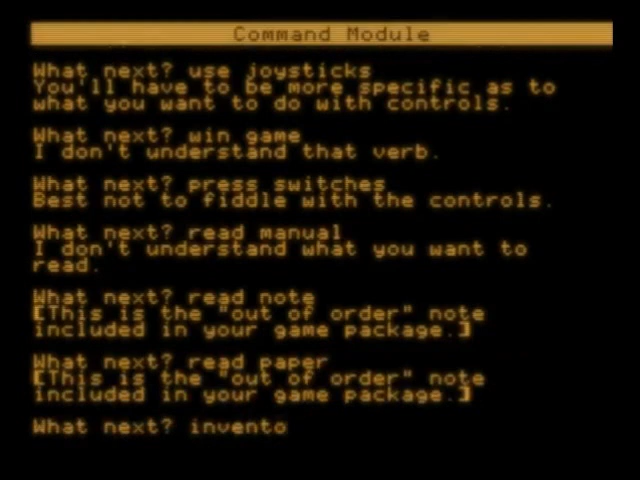 Command Module
What next? use joysticks
You'll have to be more specific as to
what you want to do with controls.
What next? win game
I don't understand that verb.
What next? press switches
Best not to fiddle with the controls.
What next? read manual
I don't understand what you want to
read.
What next? read note
[This is the "out of order" note
included in your game package.]
What next? read paper
[This is the "out of order" note
included in your game package.]
What next? invento